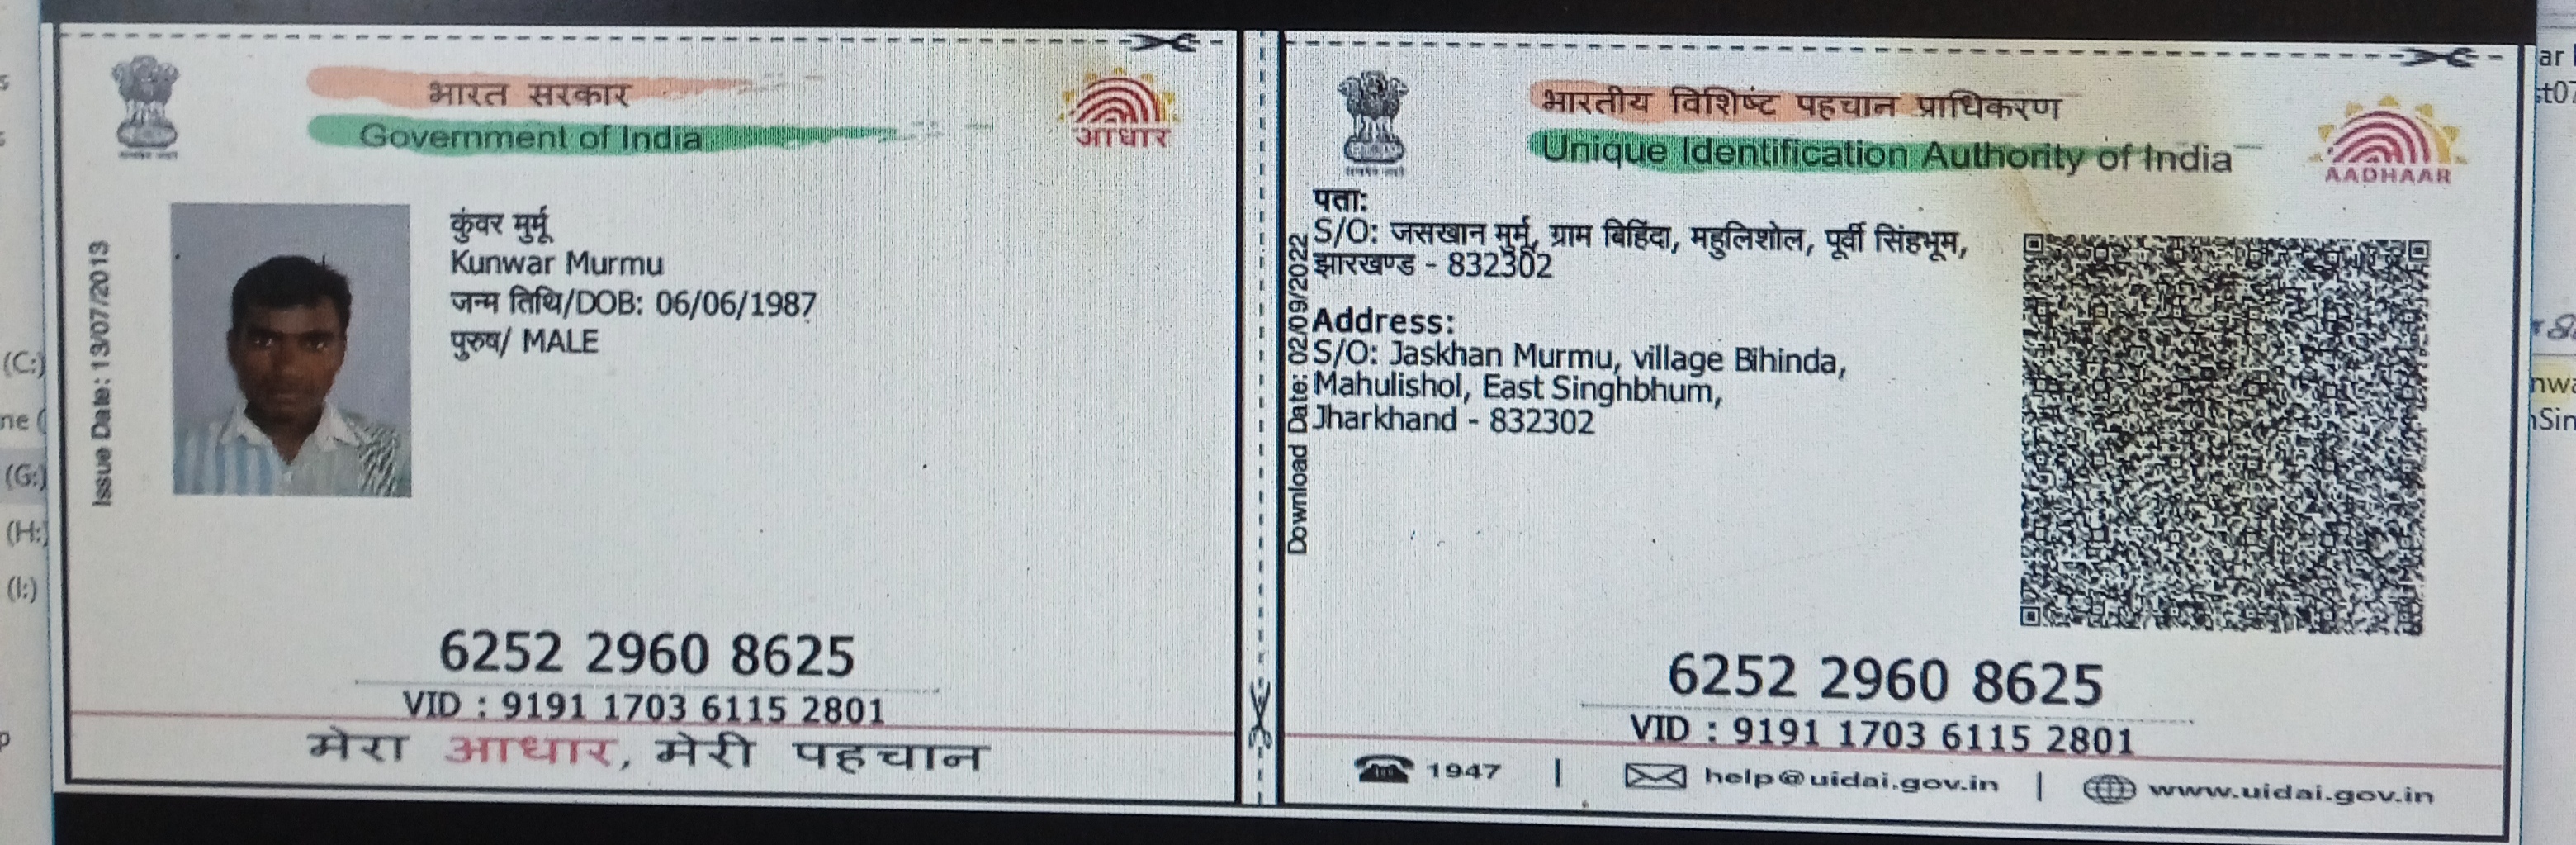 भारत सरकार
Government of India
आधार
Issue Date: 13/07/2013
कुंवर मुर्मू
Kunwar Murmu
जन्म तिथि/DOB: 06/06/1987
पुरुष/ MALE
6252 2960 8625
VID : 9191 1703 6115 2801
मेरा आधार, मेरी पहचान
भारतीय विशिष्ट पहचान प्राधिकरण
Unique Identification Authority of India
AADHAAR
Download Date: 02/09/2022
पता:
S/O: जसखान मुर्मू, ग्राम बिहिंदा, महुलिशोल, पूर्वी सिंहभूम,
झारखण्ड - 832302
Address:
S/O: Jaskhan Murmu, village Bihinda,
Mahulishol, East Singhbhum,
Jharkhand - 832302
6252 2960 8625
VID : 9191 1703 6115 2801
1947 | help@uidai.gov.in | www.uidai.gov.in
(C:)
(G:)
(H:)
(I:)